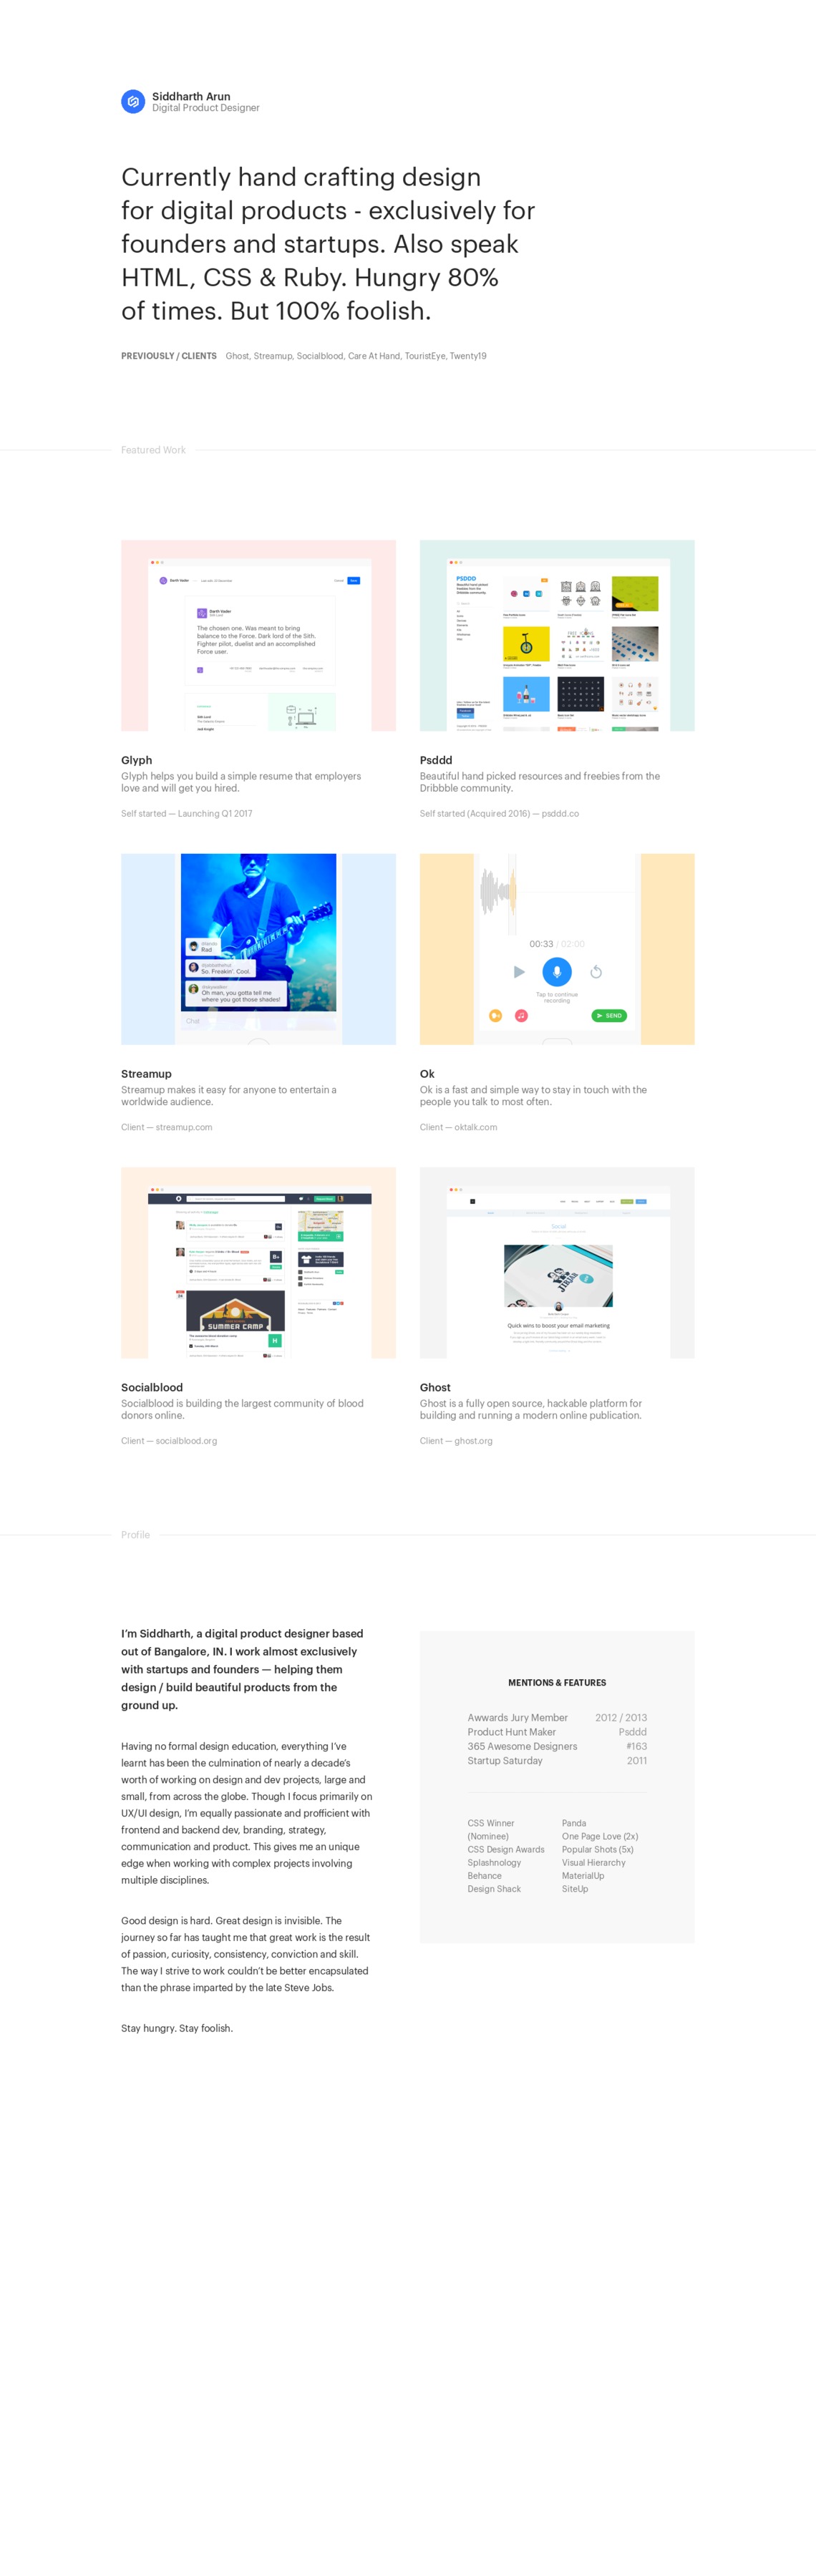 Siddharth Arun
Digital Product Designer
Currently hand crafting design
for digital products - exclusively for
founders and startups. Also speak
HTML, CSS & Ruby. Hungry 80%
of times. But 100% foolish.
PREVIOUSLY / CLIENTS Ghost, Streamup, Socialblood, Care At Hand, TouristEye, Twenty19
Featured Work
Darth Vader
Darth Vader
The chosen one. Was meant to bring
balance to the Force. Dark lord of the Sith.
Fighter pilot, duelist and an accomplished
Force user.
PSDDD
Beautiful hand picked
freebies from the
Dribbble community.
Glyph
Glyph helps you build a simple resume that employers
love and will get you hired.
Self started — Launching Q1 2017
Psddd
Beautiful hand picked resources and freebies from the
Dribbble community.
Self started (Acquired 2016) — psddd.co
Rad
So. Freakin'. Cool.
Oh man, you gotta tell me
where you got those shades!
Chat
00:33 / 02:00
Tap to continue
recording
SEND
Streamup
Streamup makes it easy for anyone to entertain a
worldwide audience.
Client — streamup.com
Ok
Ok is a fast and simple way to stay in touch with the
people you talk to most often.
Client — oktalk.com
B+
SUMMER CAMP
H
Social
Quick wins to boost your email marketing
Socialblood
Socialblood is building the largest community of blood
donors online.
Client — socialblood.org
Ghost
Ghost is a fully open source, hackable platform for
building and running a modern online publication.
Client — ghost.org
Profile
I'm Siddharth, a digital product designer based
out of Bangalore, IN. I work almost exclusively
with startups and founders — helping them
design / build beautiful products from the
ground up.
Having no formal design education, everything I've
learnt has been the culmination of nearly a decade's
worth of working on design and dev projects, large and
small, from across the globe. Though I focus primarily on
UX/UI design, I'm equally passionate and profficient with
frontend and backend dev, branding, strategy,
communication and product. This gives me an unique
edge when working with complex projects involving
multiple disciplines.
Good design is hard. Great design is invisible. The
journey so far has taught me that great work is the result
of passion, curiosity, consistency, conviction and skill.
The way I strive to work couldn't be better encapsulated
than the phrase imparted by the late Steve Jobs.
Stay hungry. Stay foolish.
MENTIONS & FEATURES
Awwards Jury Member 2012 / 2013
Product Hunt Maker Psddd
365 Awesome Designers #163
Startup Saturday 2011
CSS Winner
(Nominee)
CSS Design Awards
Splashnology
Behance
Design Shack
Panda
One Page Love (2x)
Popular Shots (5x)
Visual Hierarchy
MaterialUp
SiteUp